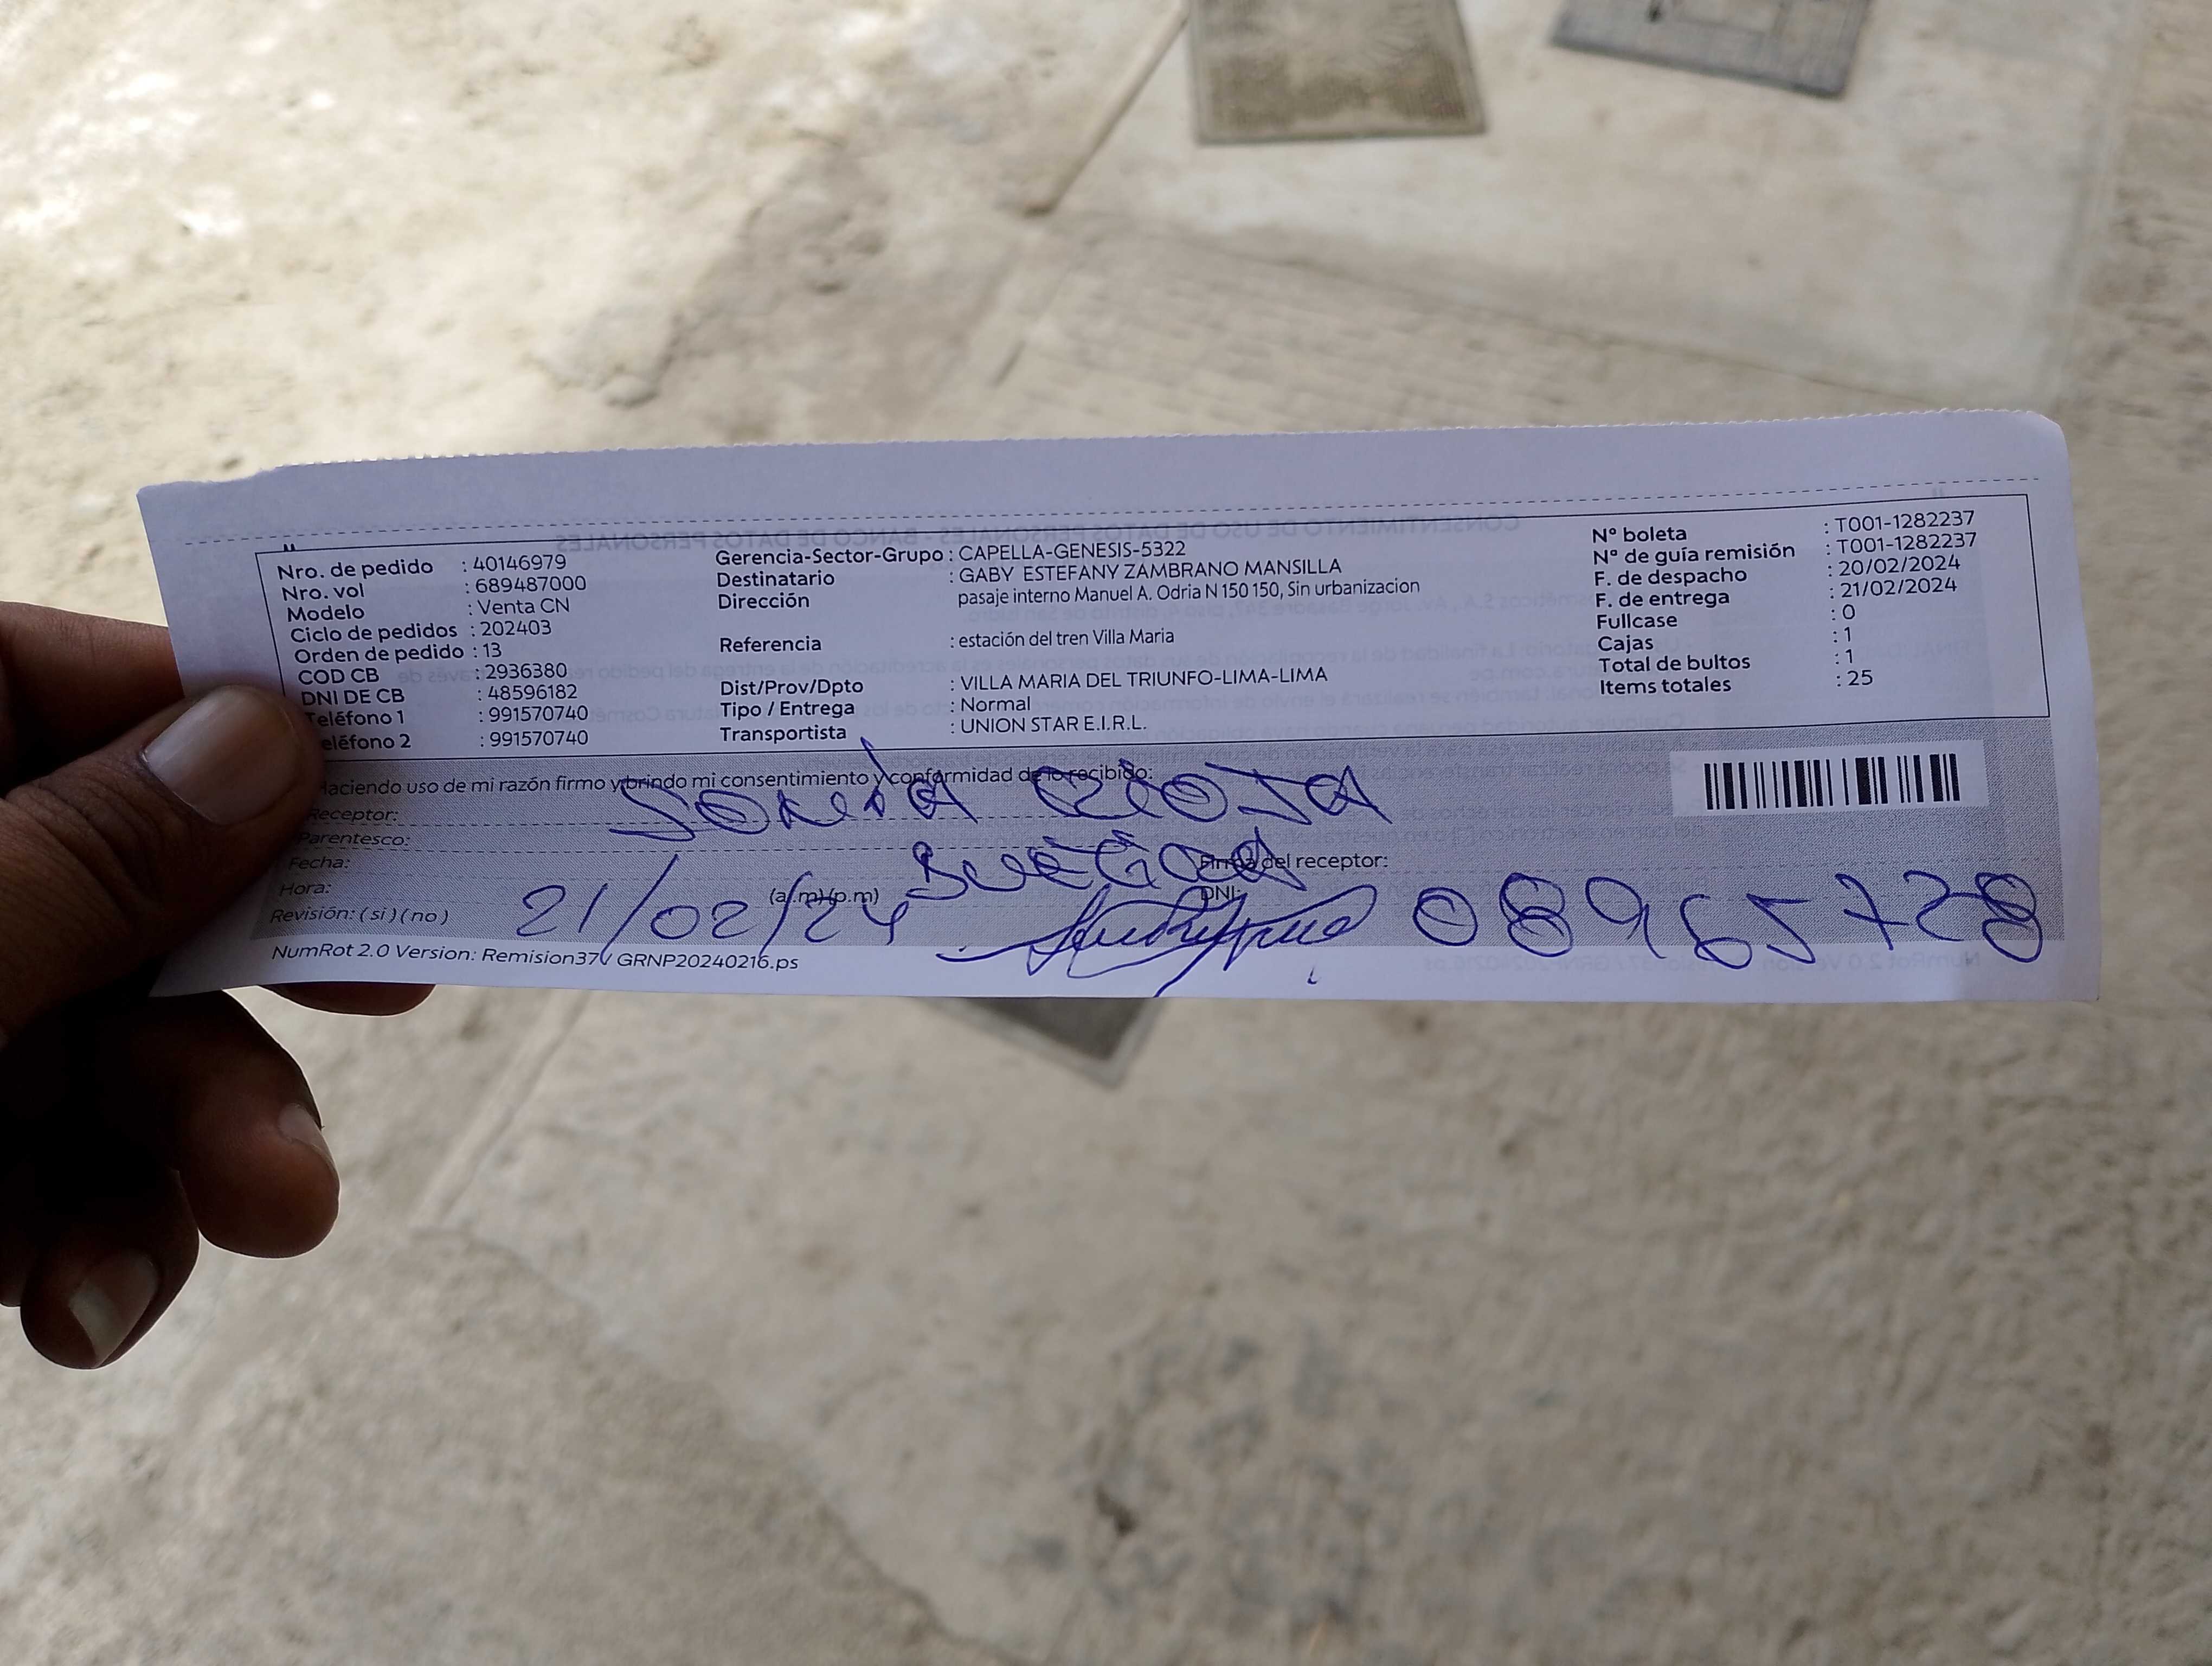 Nro. de pedido : 40146979
Nro. vol : 689487000
Modelo : Venta CN
Ciclo de pedidos : 202403
Orden de pedido : 13
COD CB : 2936380
DNI DE CB : 48596182
Teléfono 1 : 991570740
eléfono 2 : 991570740
Gerencia-Sector-Grupo : CAPELLA-GENESIS-5322
Destinatario : GABY ESTEFANY ZAMBRANO MANSILLA
Dirección pasaje interno Manuel A. Odria N 150 150, Sin urbanizacion
Referencia : estación del tren Villa Maria
Dist/Prov/Dpto : VILLA MARIA DEL TRIUNFO-LIMA-LIMA
Tipo / Entrega : Normal
Transportista : UNION STAR E.I.R.L.
Nº boleta : T001-1282237
Nº de guía remisión : T001-1282237
F. de despacho : 20/02/2024
F. de entrega : 21/02/2024
Fullcase : 0
Cajas : 1
Total de bultos : 1
Items totales : 25
Haciendo uso de mi razón firmo y brindo mi consentimiento y conformidad de lo recibido:
Receptor: SONIA RIOJA
Parentesco: SUEGRA
Fecha: Firma del receptor:
Hora: (a.m)(p.m) DNI:
Revisión: (si) (no) 21/02/24 08965728
NumRot 2.0 Version: Remision37 / GRNP20240216.ps